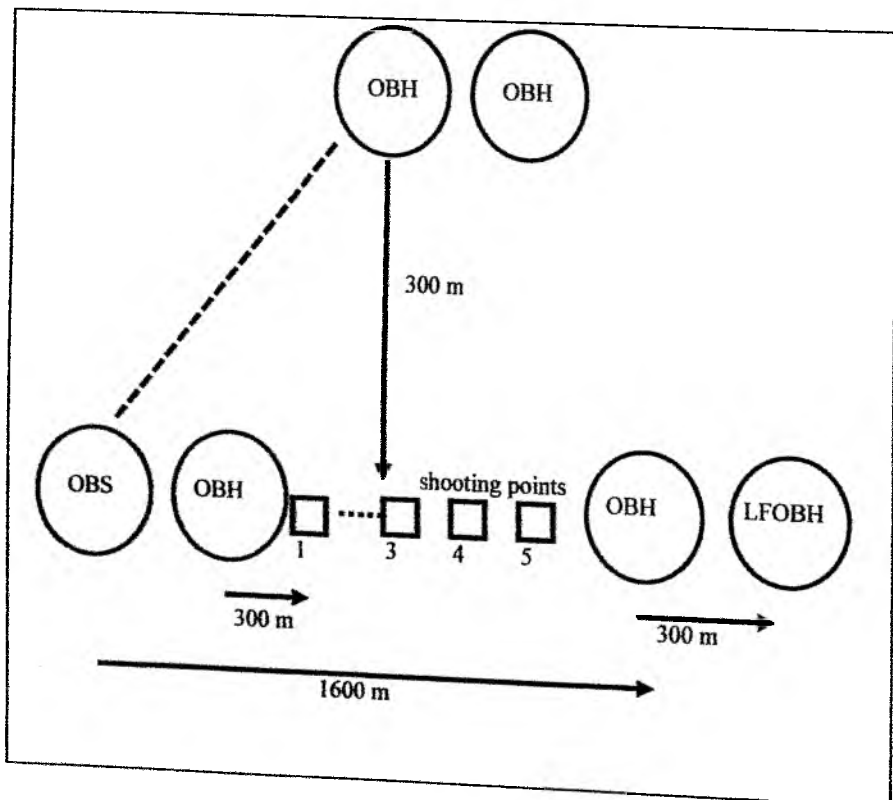 OBH OBH
300 m
shooting points
OBS OBH OBH LFOBH
1 3 4 5
300 m 300 m
1600 m